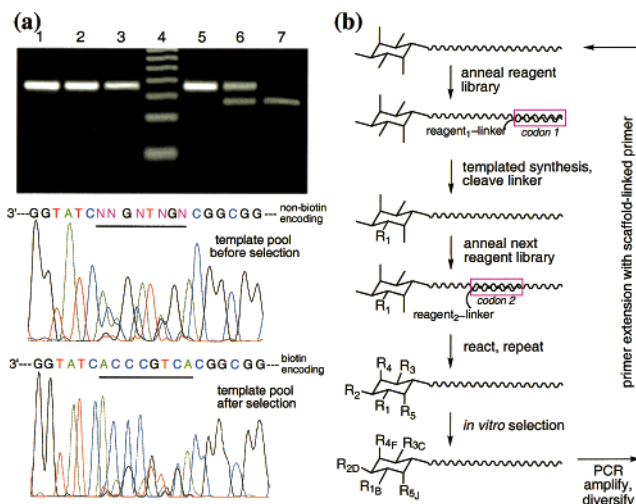 (a)
1 2 3 4 5 6 7
3'---GGTATCNNGNTNGNCGGCGG--- non-biotin encoding
template pool
before selection
3'---GGTATCACCCGTCACGGCGG--- biotin encoding
template pool
after selection
(b)
anneal reagent
library
reagent1–linker codon 1
templated synthesis,
cleave linker
R1
anneal next
reagent library
R1 codon 2
reagent2–linker
react, repeat
R4 R3
R2
R1 R5
in vitro selection
R4F R3C
R2D
R1B R5J
PCR
amplify,
diversify
primer extension with scaffold-linked primer